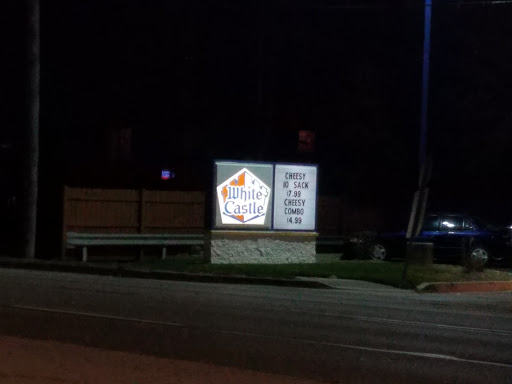 White
Castle
CHEESY
10 SACK
$7.99
CHEESY
COMBO
$4.99